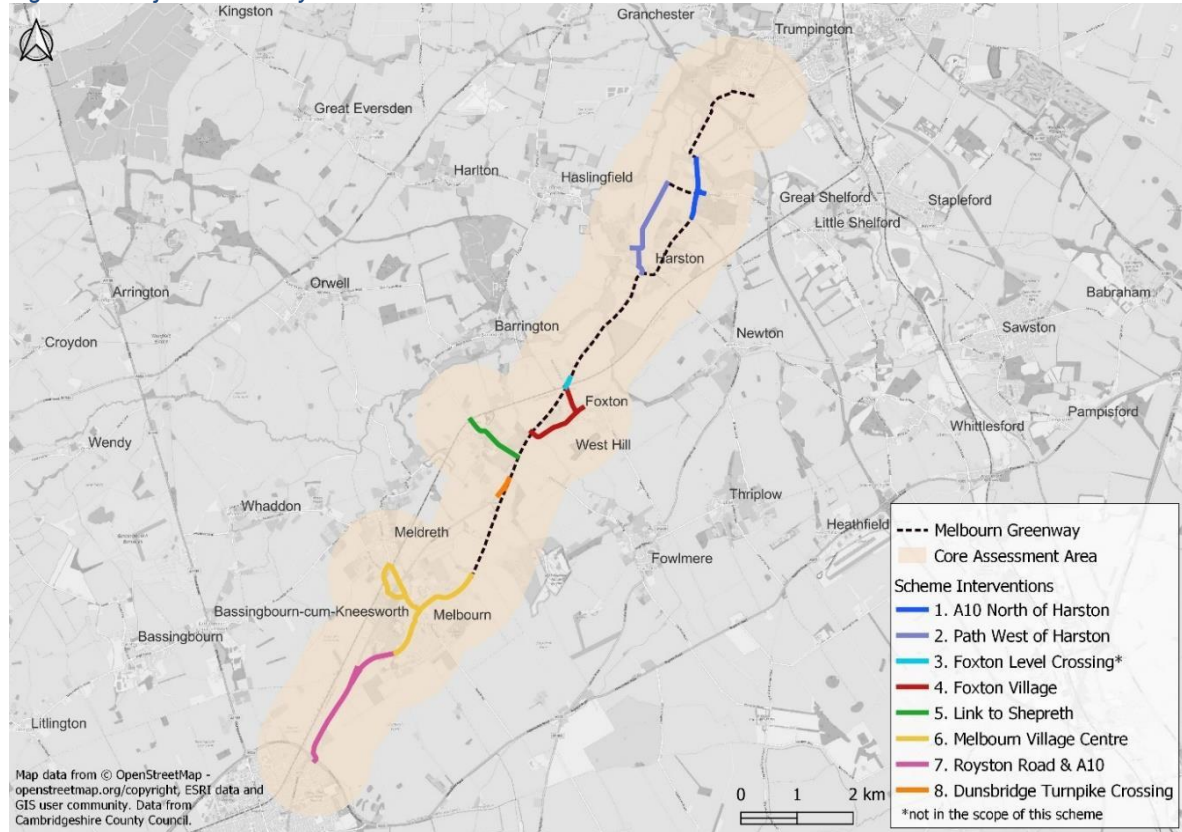 Kingston
Granchester
Trumpington
Great Eversden
Harlton
Haslingfield
Great Shelford
Stapleford
Little Shelford
Harston
Orwell
Arrington
Babraham
Barrington
Newton
Sawston
Croydon
Foxton
Pampisford
Wendy
West Hill
Whittlesford
Whaddon
Thriplow
Meldreth
Heathfield
Fowlmere
Bassingbourn-cum-Kneesworth
Melbourn
Bassingbourn
Litlington
Melbourn Greenway
Core Assessment Area
Scheme Interventions
1. A10 North of Harston
2. Path West of Harston
3. Foxton Level Crossing*
4. Foxton Village
5. Link to Shepreth
6. Melbourn Village Centre
7. Royston Road & A10
8. Dunsbridge Turnpike Crossing
*not in the scope of this scheme
0 1 2 km
Map data from © OpenStreetMap -
openstreetmap.org/copyright, ESRI data and
GIS user community. Data from
Cambridgeshire County Council.